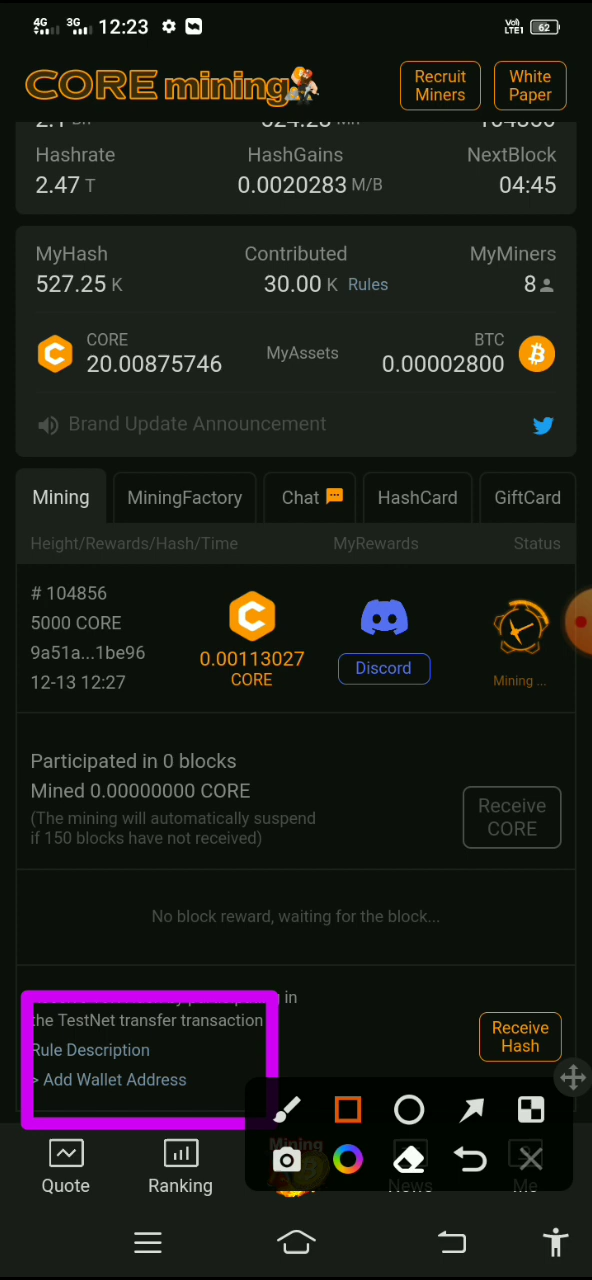 4G 3G 12:23 Vo)) LTE1 62
CORE mining
Recruit Miners
White Paper
Hashrate HashGains NextBlock
2.47 T 0.0020283 M/B 04:45
MyHash Contributed MyMiners
527.25 K 30.00 K Rules 8
CORE MyAssets BTC
20.00875746 0.00002800
Brand Update Announcement
Mining MiningFactory Chat HashCard GiftCard
Height/Rewards/Hash/Time MyRewards Status
# 104856
5000 CORE
9a51a...1be96
12-13 12:27
0.00113027
CORE
Discord
Mining ...
Participated in 0 blocks
Mined 0.00000000 CORE
(The mining will automatically suspend
if 150 blocks have not received)
Receive
CORE
No block reward, waiting for the block...
in
the TestNet transfer transaction
Rule Description
> Add Wallet Address
Receive
Hash
Quote Ranking Mining News Me